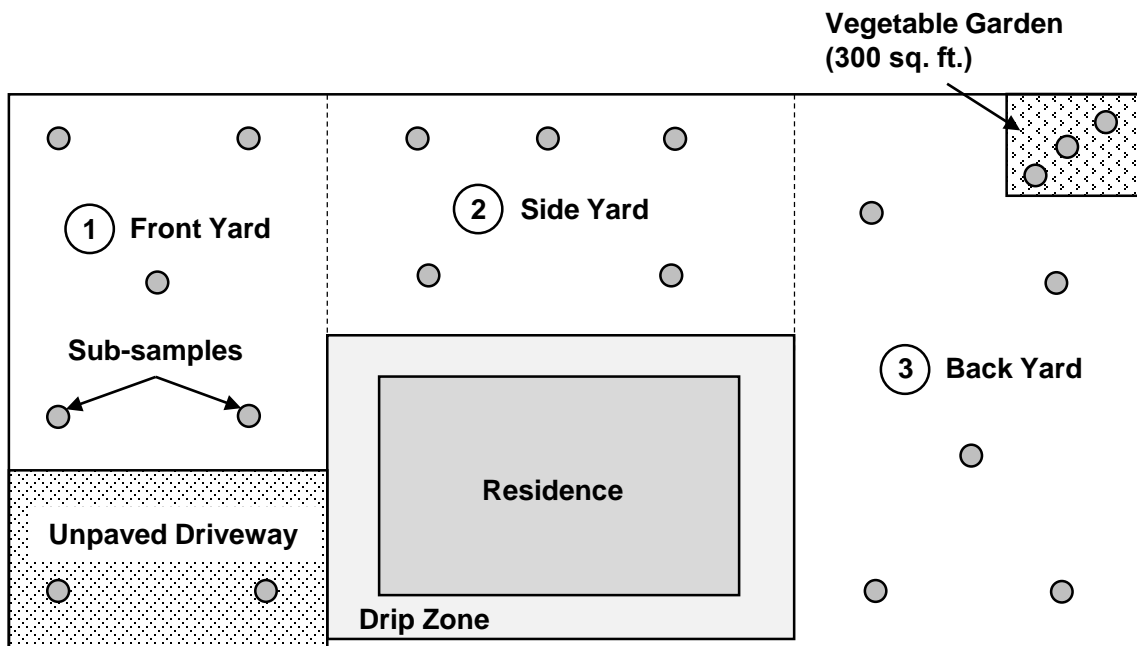 Vegetable Garden
(300 sq. ft.)
1 Front Yard
2 Side Yard
Sub-samples
3 Back Yard
Residence
Unpaved Driveway
Drip Zone